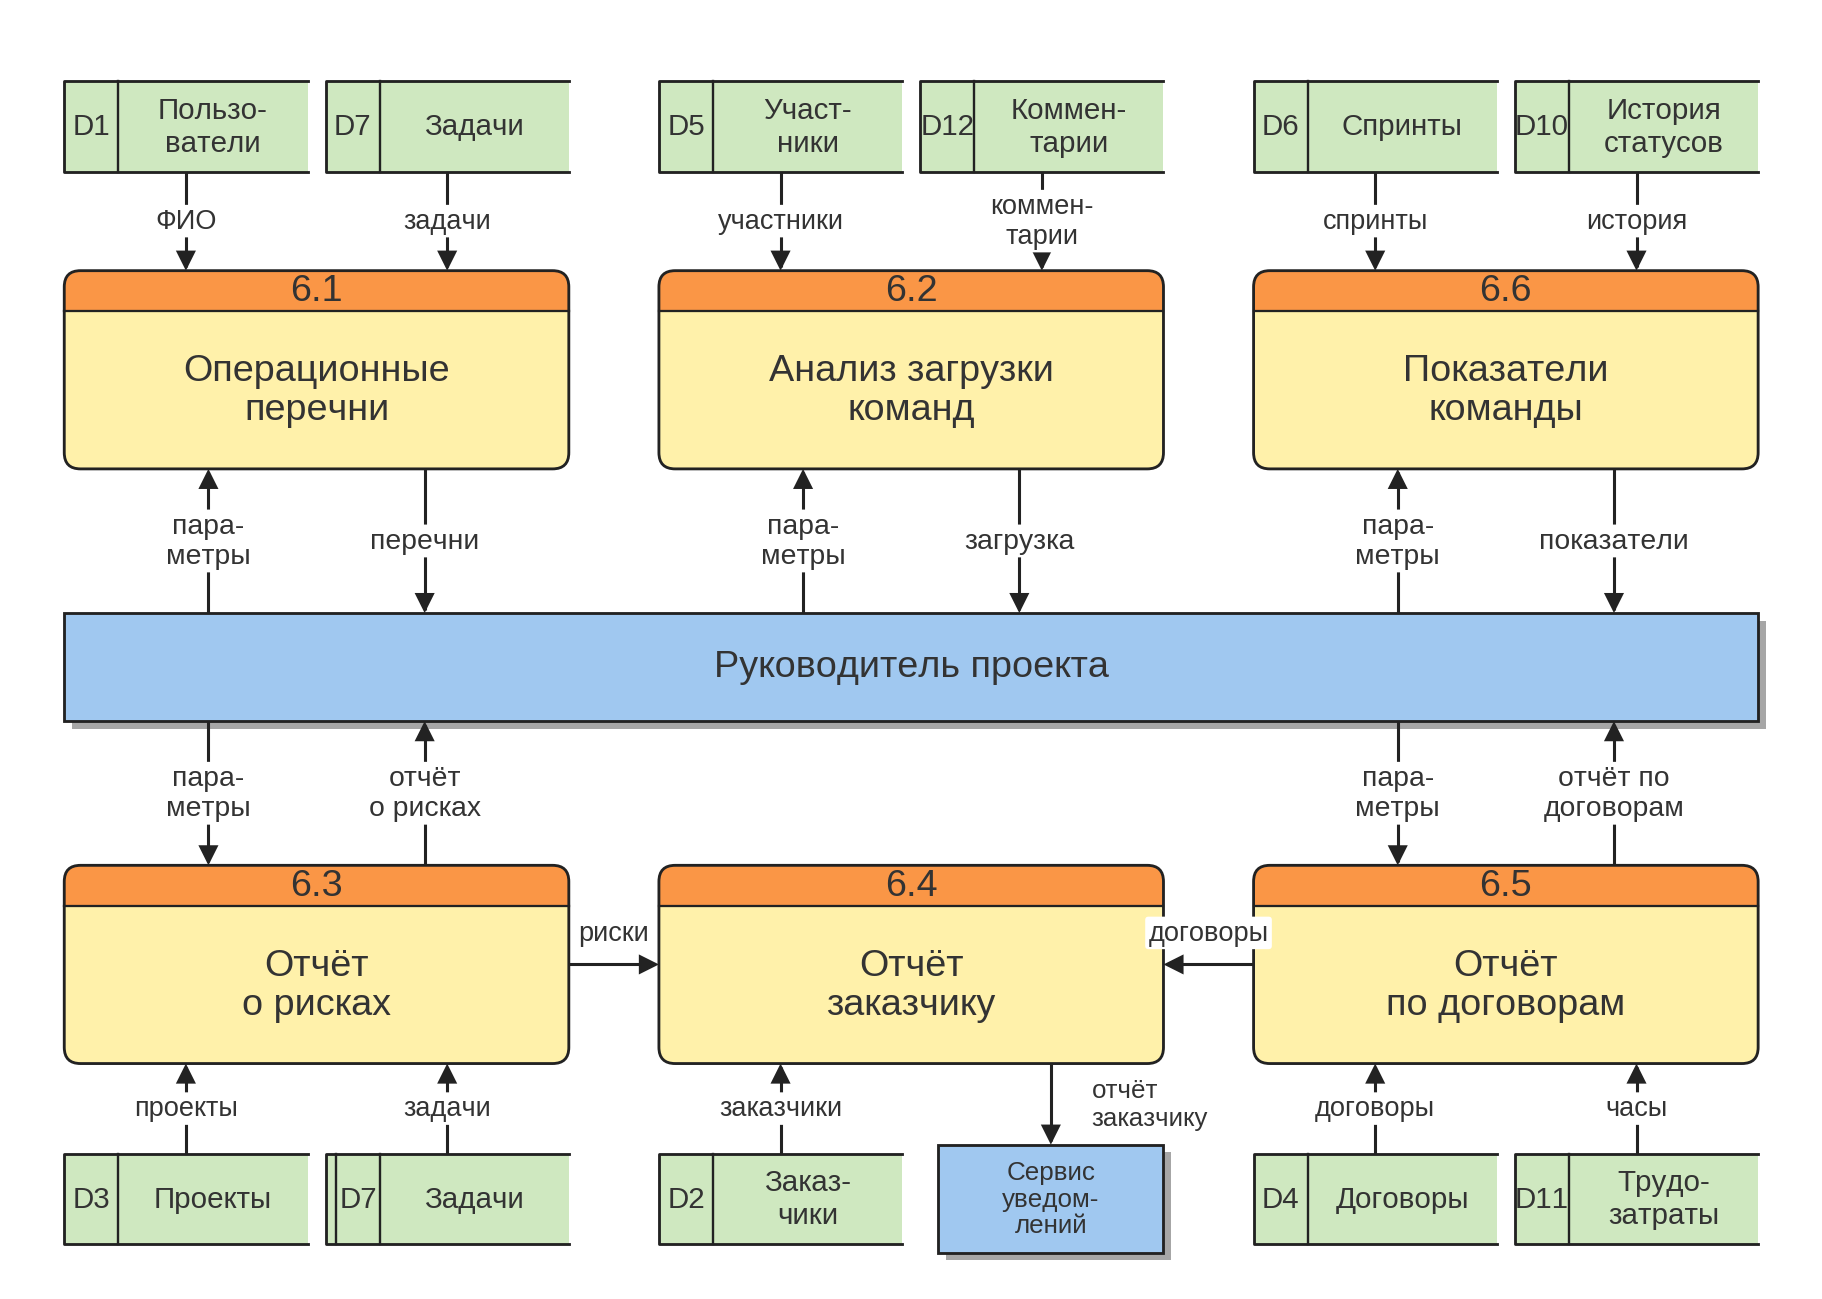 D1
Пользо-
ватели
D7
Задачи
D5
Участ-
ники
D12
Коммен-
тарии
D6
Спринты
D10
История
статусов
ФИО
задачи
участники
коммен-
тарии
спринты
история
6.1
Операционные
перечни
6.2
Анализ загрузки
команд
6.6
Показатели
команды
пара-
метры
перечни
пара-
метры
загрузка
пара-
метры
показатели
Руководитель проекта
пара-
метры
отчёт
о рисках
пара-
метры
отчёт по
договорам
6.3
Отчёт
о рисках
риски
6.4
Отчёт
заказчику
договоры
6.5
Отчёт
по договорам
проекты
задачи
заказчики
отчёт
заказчику
договоры
часы
D3
Проекты
D7
Задачи
D2
Заказ-
чики
Сервис
уведом-
лений
D4
Договоры
D11
Трудо-
затраты